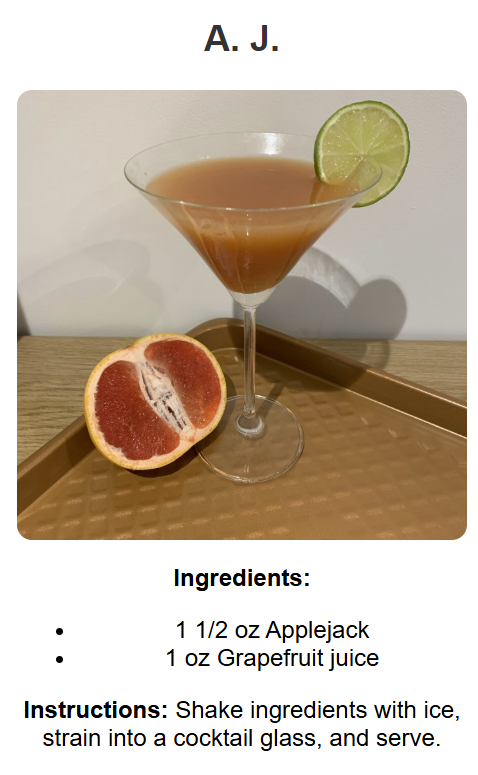 A. J.
Ingredients:
1 1/2 oz Applejack
1 oz Grapefruit juice
Instructions: Shake ingredients with ice,
strain into a cocktail glass, and serve.